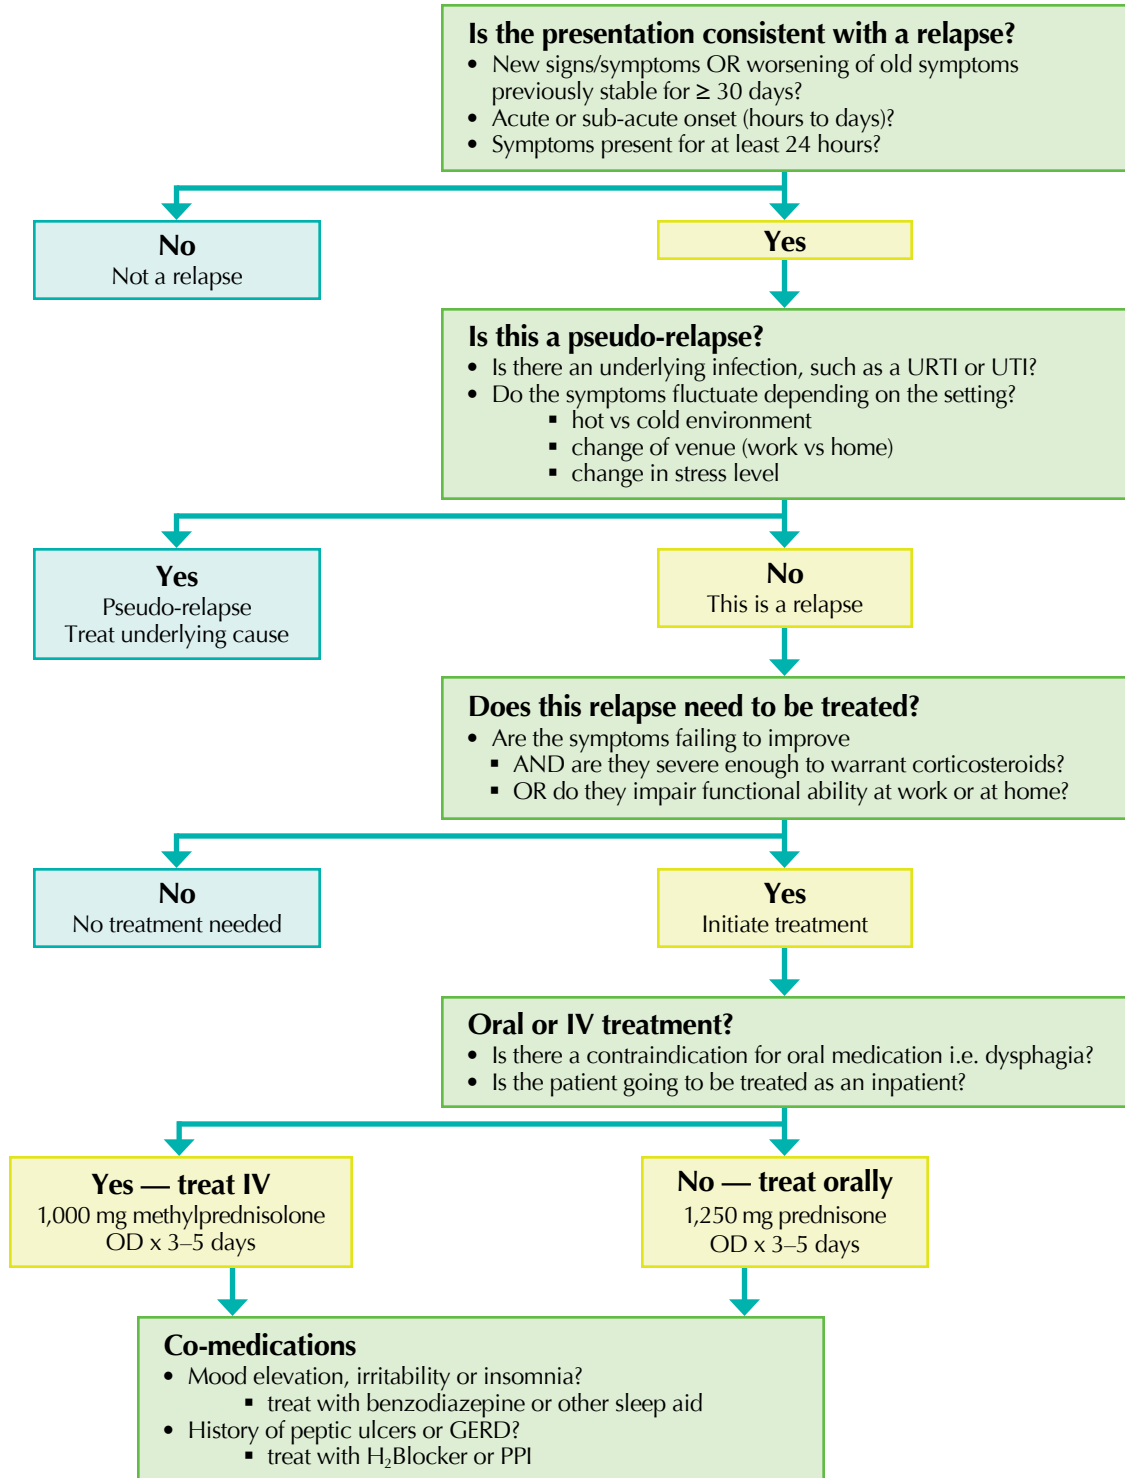 Is the presentation consistent with a relapse?
• New signs/symptoms OR worsening of old symptoms
previously stable for ≥ 30 days?
• Acute or sub-acute onset (hours to days)?
• Symptoms present for at least 24 hours?
No
Not a relapse
Yes
Is this a pseudo-relapse?
• Is there an underlying infection, such as a URTI or UTI?
• Do the symptoms fluctuate depending on the setting?
▪ hot vs cold environment
▪ change of venue (work vs home)
▪ change in stress level
Yes
Pseudo-relapse
Treat underlying cause
No
This is a relapse
Does this relapse need to be treated?
• Are the symptoms failing to improve
▪ AND are they severe enough to warrant corticosteroids?
▪ OR do they impair functional ability at work or at home?
No
No treatment needed
Yes
Initiate treatment
Oral or IV treatment?
• Is there a contraindication for oral medication i.e. dysphagia?
• Is the patient going to be treated as an inpatient?
Yes — treat IV
1,000 mg methylprednisolone
OD x 3–5 days
No — treat orally
1,250 mg prednisone
OD x 3–5 days
Co-medications
• Mood elevation, irritability or insomnia?
▪ treat with benzodiazepine or other sleep aid
• History of peptic ulcers or GERD?
▪ treat with H₂Blocker or PPI